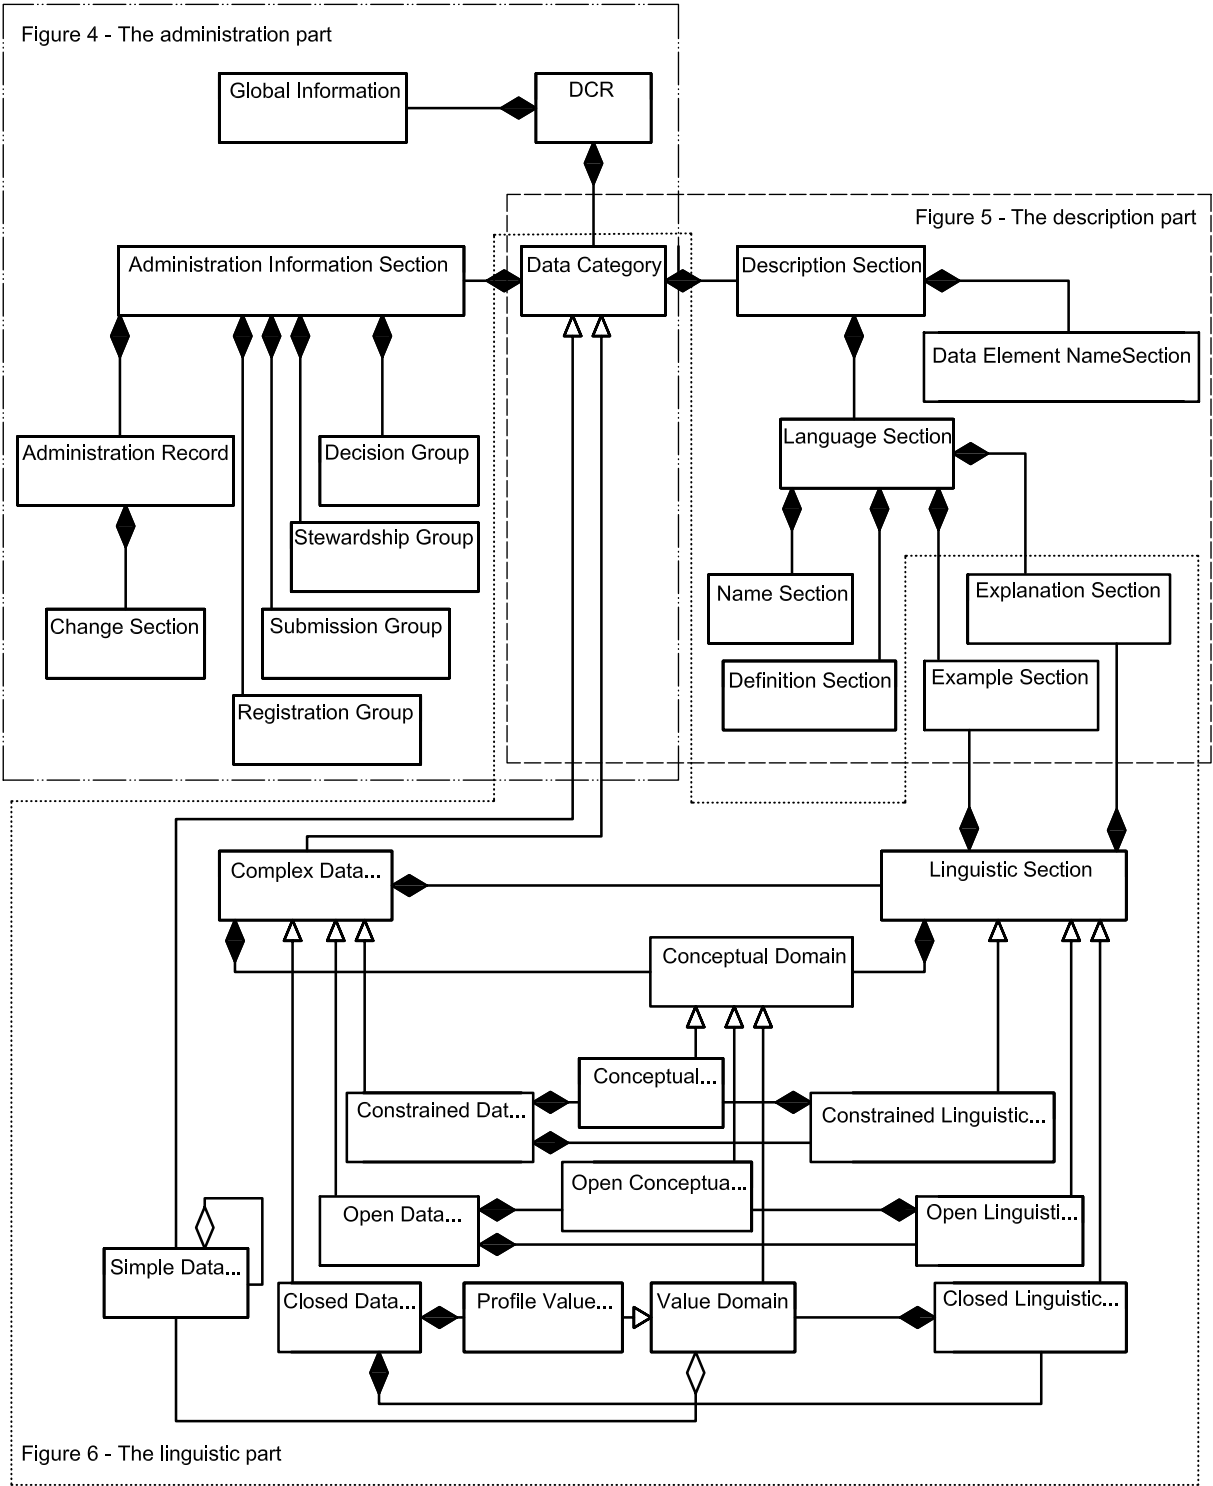 Figure 4 - The administration part
Global Information
DCR
Figure 5 - The description part
Administration Information Section
Data Category
Description Section
Data Element NameSection
Language Section
Administration Record
Decision Group
Stewardship Group
Name Section
Explanation Section
Change Section
Submission Group
Definition Section
Example Section
Registration Group
Complex Data...
Linguistic Section
Conceptual Domain
Conceptual...
Constrained Dat...
Constrained Linguistic...
Open Conceptua...
Open Data...
Open Linguisti...
Simple Data...
Closed Data...
Profile Value...
Value Domain
Closed Linguistic...
Figure 6 - The linguistic part